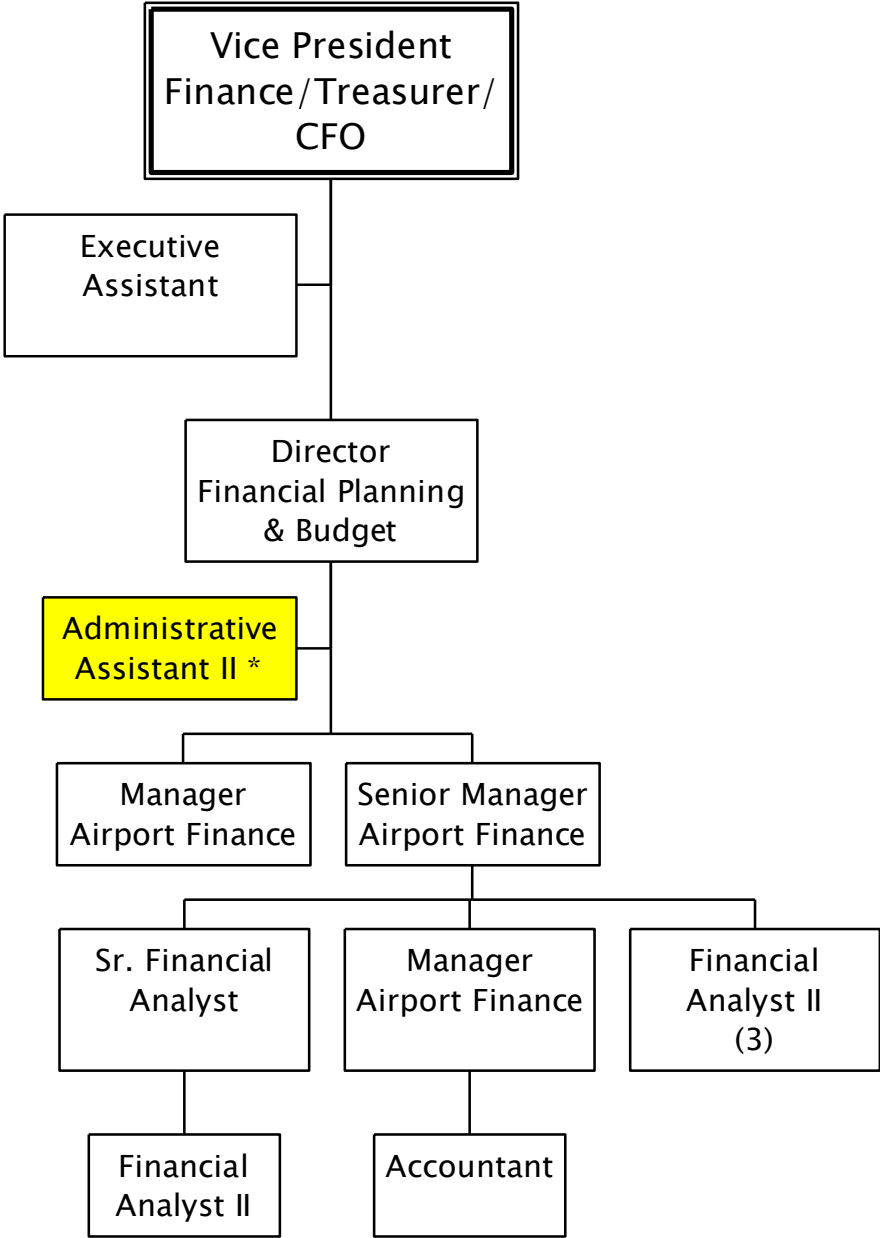 Vice President
Finance/Treasurer/
CFO
Executive
Assistant
Director
Financial Planning
& Budget
Administrative
Assistant II *
Manager
Airport Finance
Senior Manager
Airport Finance
Sr. Financial
Analyst
Manager
Airport Finance
Financial
Analyst II
(3)
Financial
Analyst II
Accountant